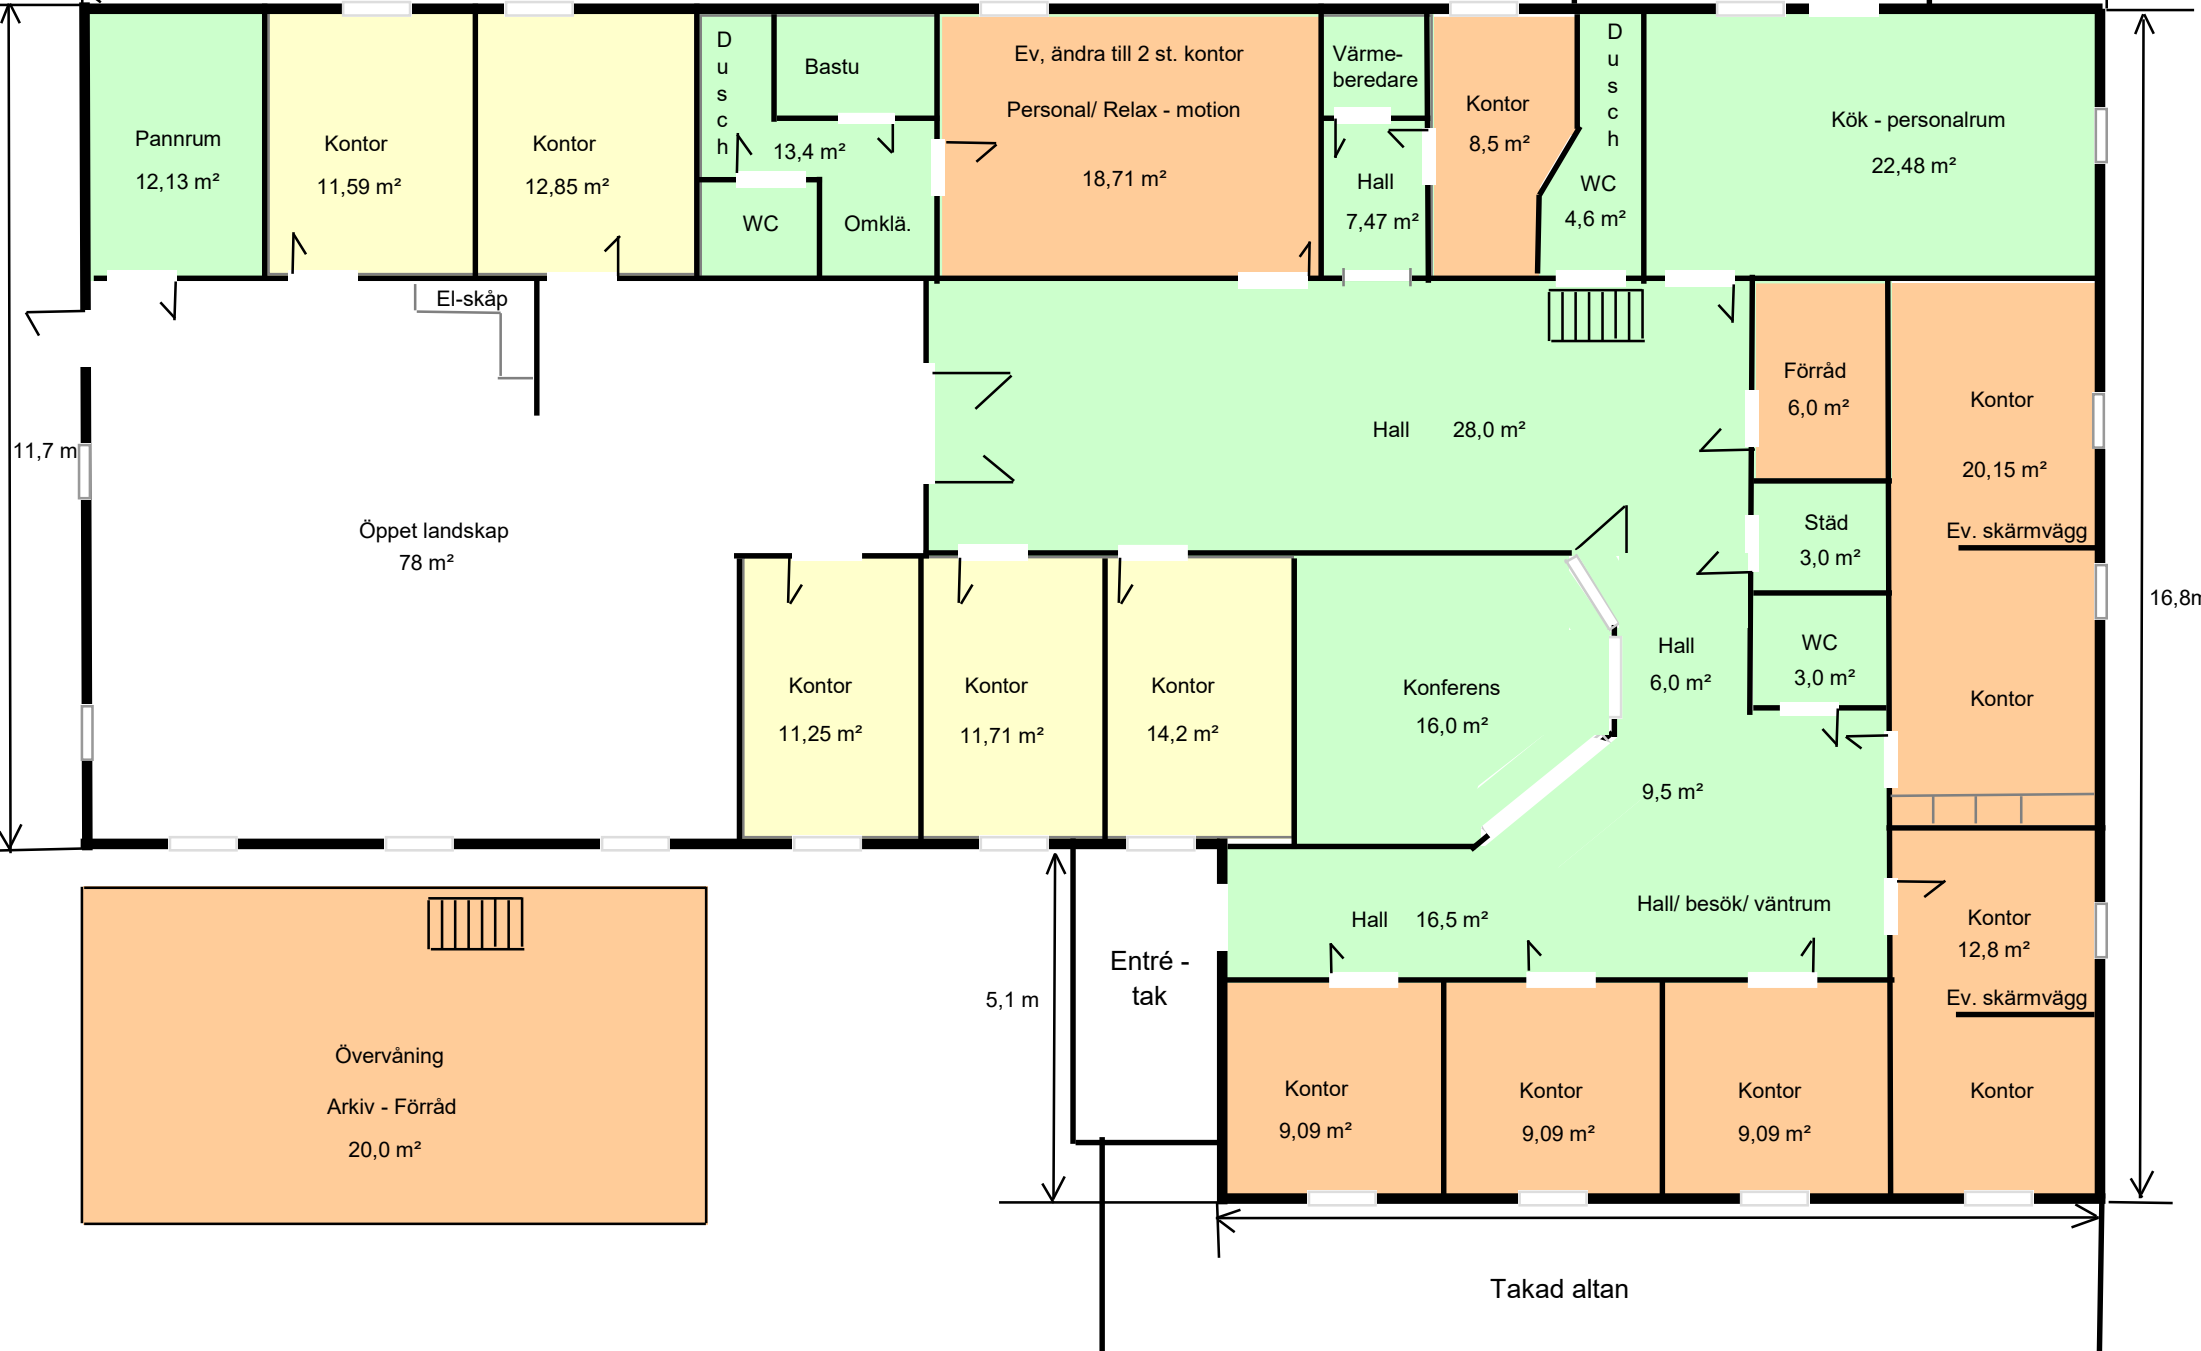 Pannrum
12,13 m²
Kontor
11,59 m²
Kontor
12,85 m²
Dusch
Bastu
13,4 m²
WC
Omklä.
Ev, ändra till 2 st. kontor
Personal/ Relax - motion
18,71 m²
Värme-
beredare
Hall
7,47 m²
Kontor
8,5 m²
Dusch
WC
4,6 m²
Kök - personalrum
22,48 m²
El-skåp
11,7 m
Öppet landskap
78 m²
Hall 28,0 m²
Förråd
6,0 m²
Kontor
20,15 m²
Ev. skärmvägg
Kontor
Städ
3,0 m²
WC
3,0 m²
16,8m
Kontor
11,25 m²
Kontor
11,71 m²
Kontor
14,2 m²
Konferens
16,0 m²
Hall
6,0 m²
9,5 m²
Hall 16,5 m²
Hall/ besök/ väntrum
Kontor
12,8 m²
Ev. skärmvägg
Kontor
Entré -
tak
5,1 m
Kontor
9,09 m²
Kontor
9,09 m²
Kontor
9,09 m²
Övervåning
Arkiv - Förråd
20,0 m²
Takad altan